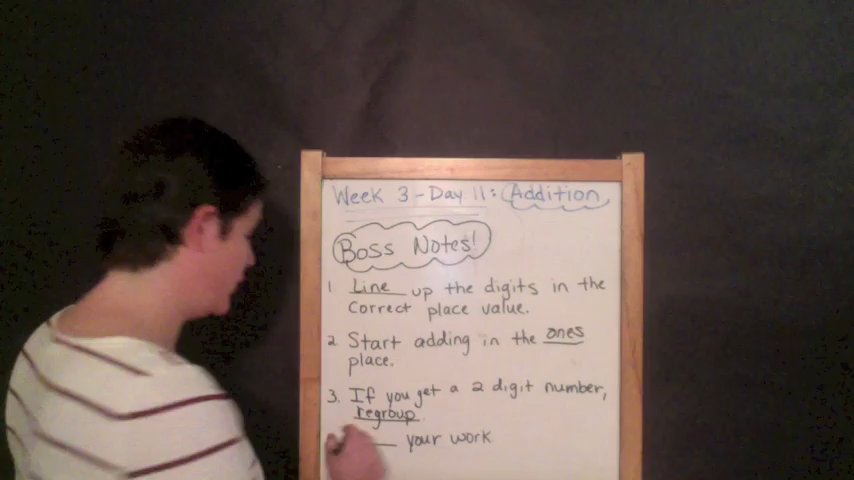 Week 3 - Day 11: Addition
Boss Notes!
1. Line up the digits in the
correct place value.
2. Start adding in the ones
place.
3. If you get a 2 digit number,
regroup.
your work